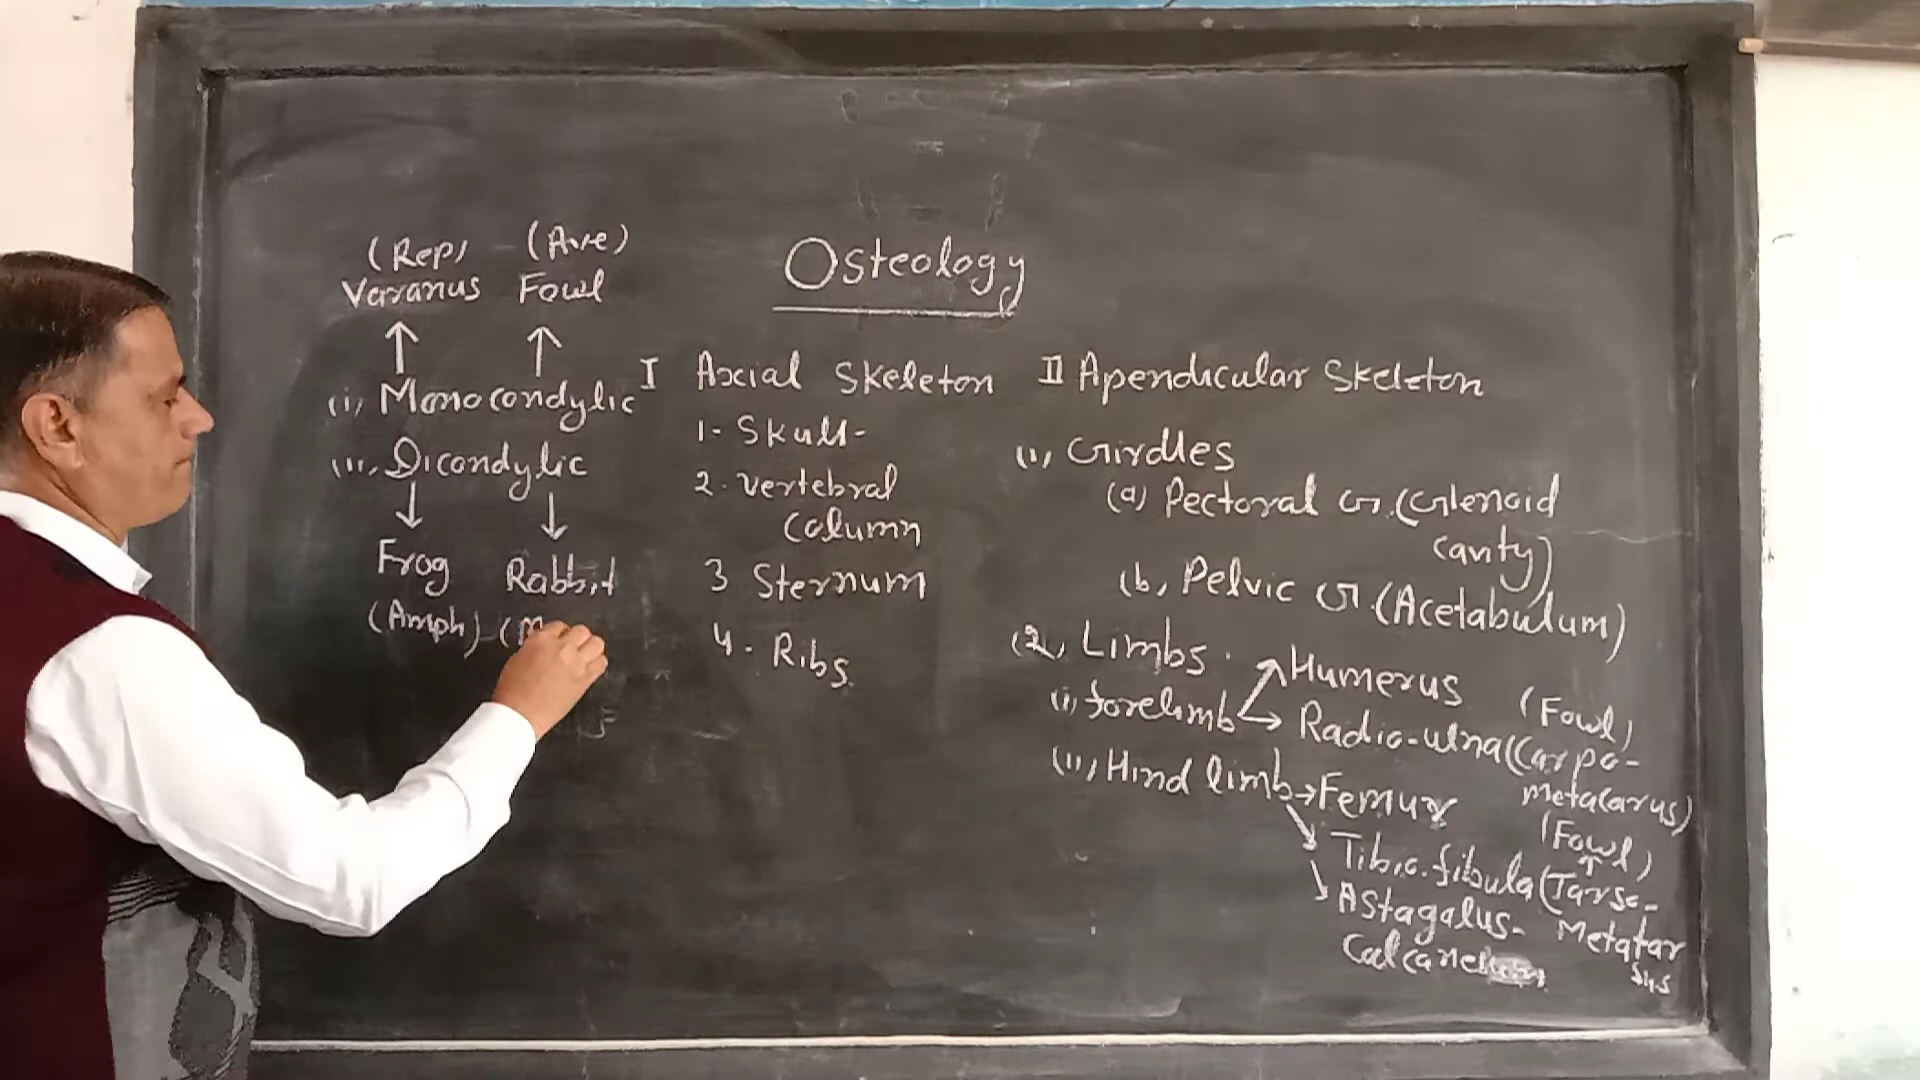 Osteology
(Rep) (Ave)
Varanus Fowl
↑ ↑
(i) Monocondylic
(ii) Dicondylic
↓ ↓
Frog Rabbit
(Amph) (M
I Axial Skeleton
1- Skull-
2. Vertebral
Column
3 Sternum
4. Ribs
II Apendicular Skeleton
(1) Girdles
(a) Pectoral G. (Glenoid
Cavity)
(b) Pelvic G. (Acetabulum)
(2) Limbs.
(i) forelimb → Humerus (Fowl)
→ Radio-ulna (Carpo-
metacarus)
(ii) Hind limb → Femur (Fowl)
↑
→ Tibio-fibula (Tarso-
Metatar
sus
→ Astagalus-
Calcaneum